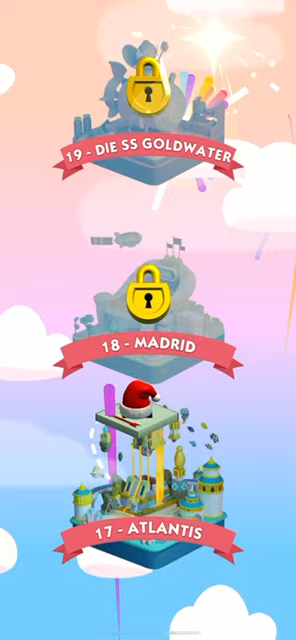 19 - DIE SS GOLDWATER
18 - MADRID
17 - ATLANTIS